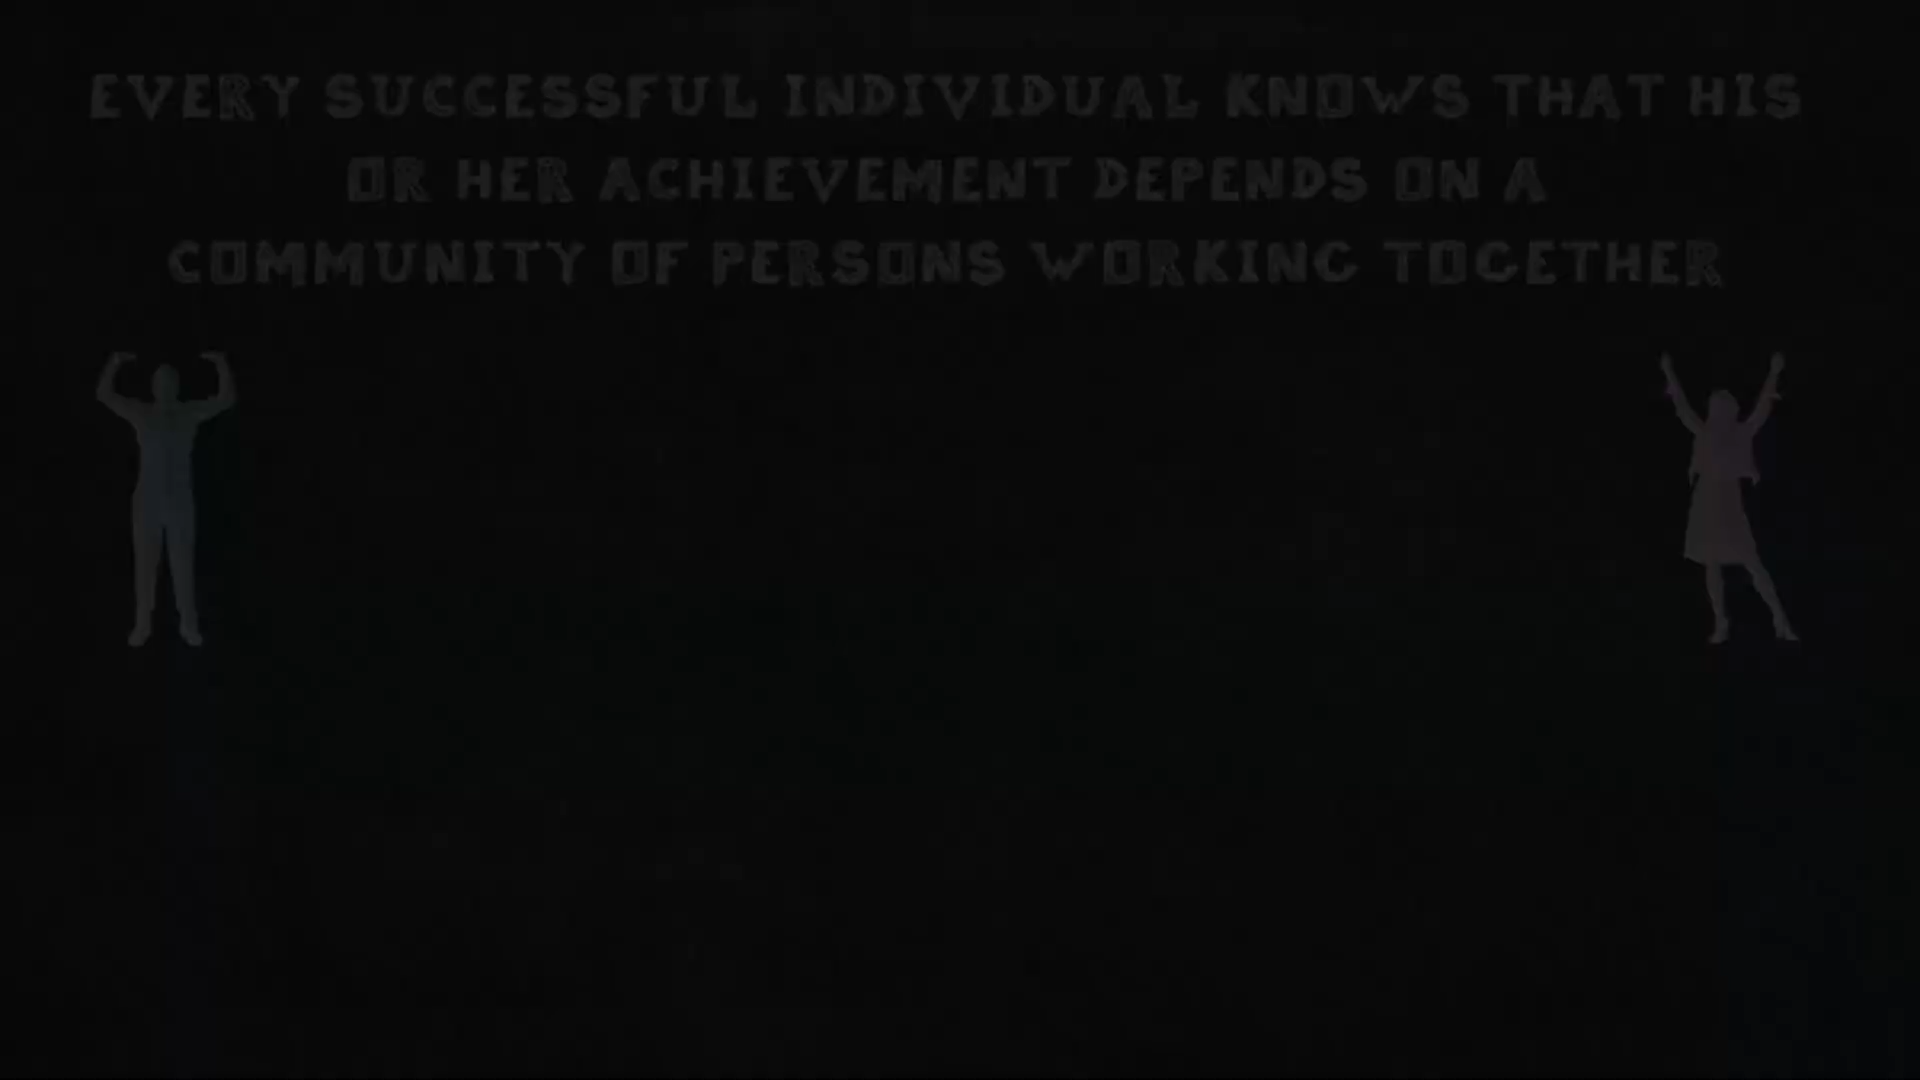 EVERY SUCCESSFUL INDIVIDUAL KNOWS THAT HIS
OR HER ACHIEVEMENT DEPENDS ON A
COMMUNITY OF PERSONS WORKING TOGETHER